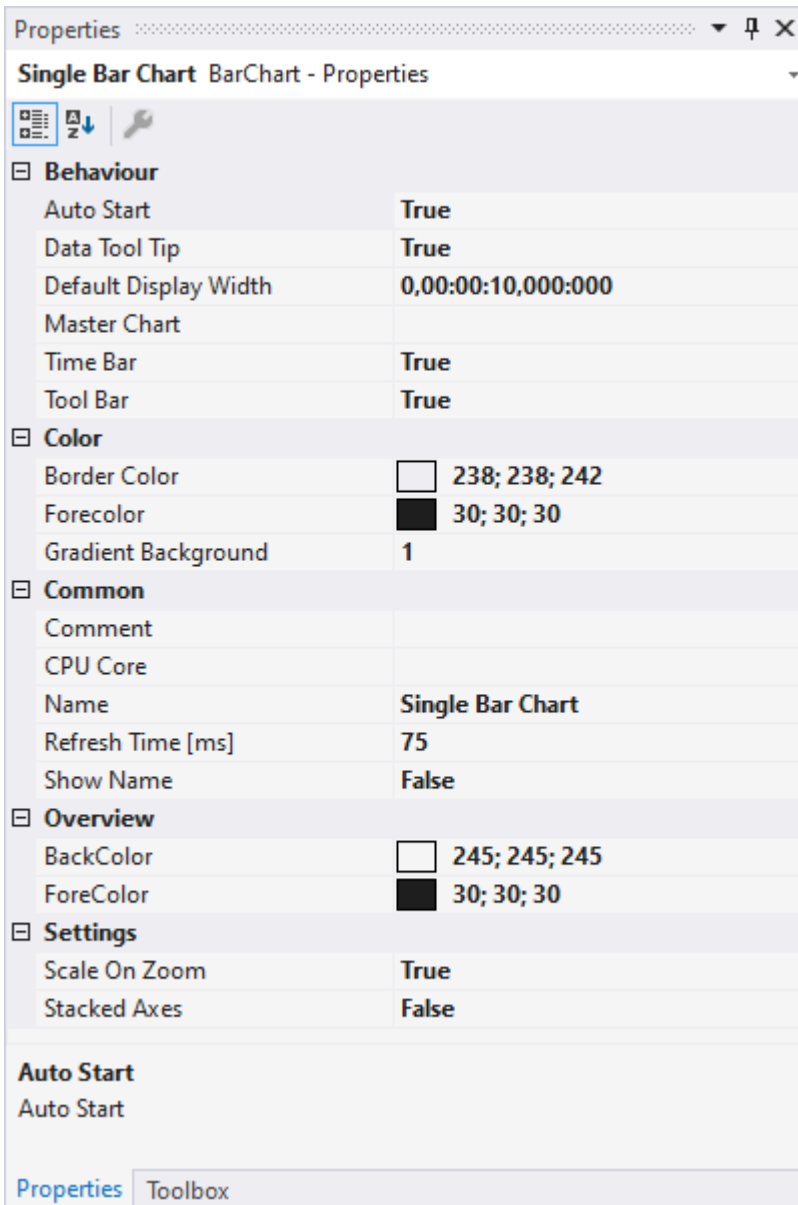 Properties
Single Bar Chart BarChart - Properties
Behaviour
Auto Start True
Data Tool Tip True
Default Display Width 0,00:00:10,000:000
Master Chart
Time Bar True
Tool Bar True
Color
Border Color 238; 238; 242
Forecolor 30; 30; 30
Gradient Background 1
Common
Comment
CPU Core
Name Single Bar Chart
Refresh Time [ms] 75
Show Name False
Overview
BackColor 245; 245; 245
ForeColor 30; 30; 30
Settings
Scale On Zoom True
Stacked Axes False
Auto Start
Auto Start
Properties Toolbox